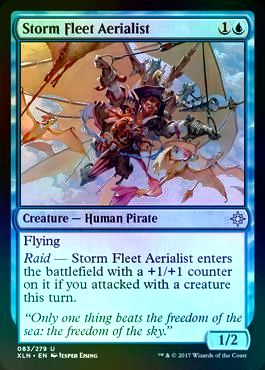 Storm Fleet Aerialist 1
Creature — Human Pirate
Flying
Raid — Storm Fleet Aerialist enters
the battlefield with a +1/+1 counter
on it if you attacked with a creature
this turn.
“Only one thing beats the freedom of the
sea: the freedom of the sky.”
1/2
083/279 U
XLN • EN Jesper Ejsing
™ & © 2017 Wizards of the Coast